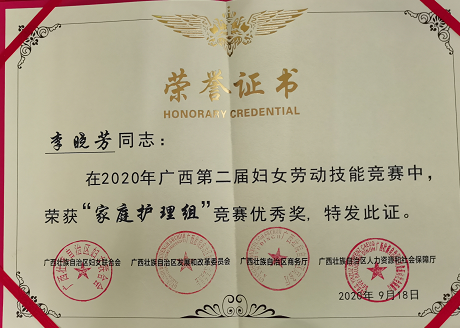 荣誉证书
HONORARY CREDENTIAL
李晓芳同志：
在2020年广西第二届妇女劳动技能竞赛中，
荣获“家庭护理组”竞赛优秀奖，特发此证。
广西壮族自治区妇女联合会 广西壮族自治区发展和改革委员会 广西壮族自治区商务厅 广西壮族自治区人力资源和社会保障厅
2020年 9月18日